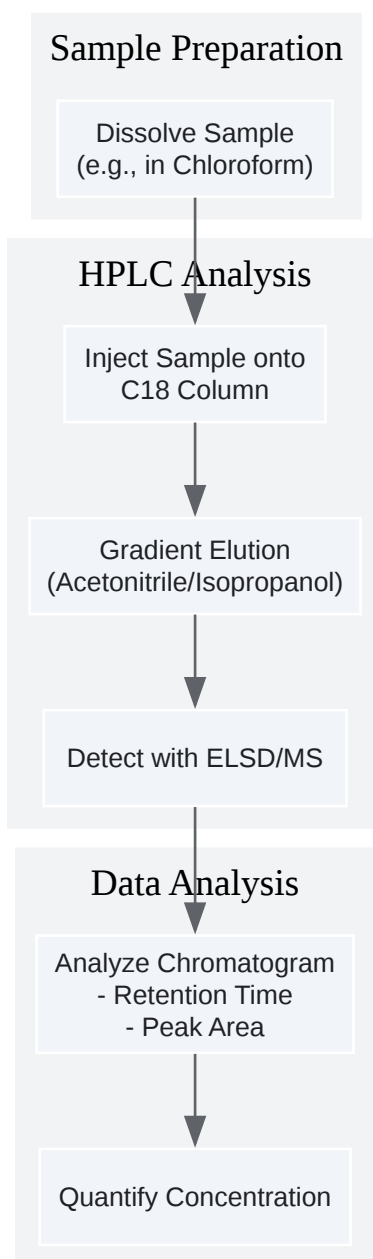 Sample Preparation
Dissolve Sample
(e.g., in Chloroform)
HPLC Analysis
Inject Sample onto
C18 Column
Gradient Elution
(Acetonitrile/Isopropanol)
Detect with ELSD/MS
Data Analysis
Analyze Chromatogram
- Retention Time
- Peak Area
Quantify Concentration